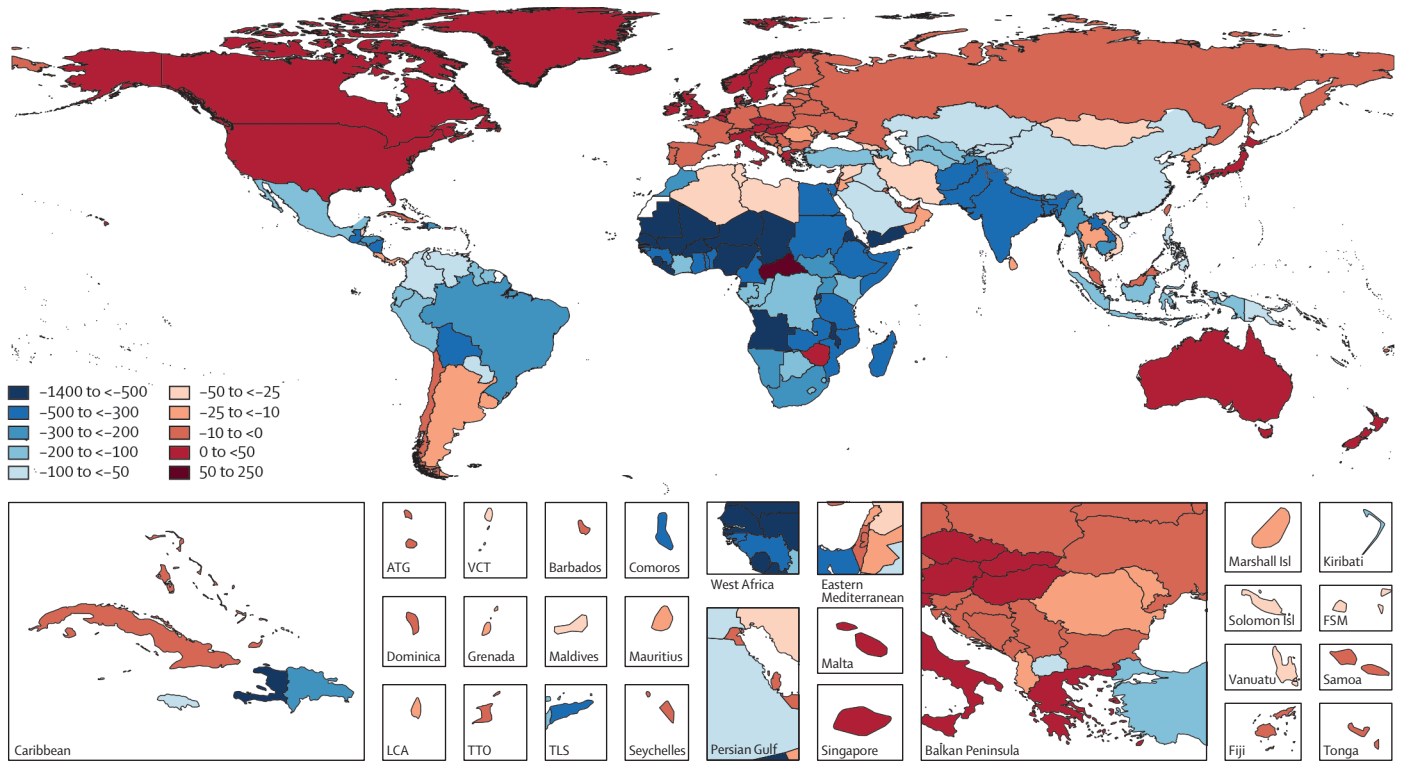 –1400 to <–500
–500 to <–300
–300 to <–200
–200 to <–100
–100 to <–50
–50 to <–25
–25 to <–10
–10 to <0
0 to <50
50 to 250
Caribbean
ATG
VCT
Barbados
Comoros
Dominica
Grenada
Maldives
Mauritius
LCA
TTO
TLS
Seychelles
West Africa
Eastern
Mediterranean
Persian Gulf
Malta
Singapore
Balkan Peninsula
Marshall Isl
Kiribati
Solomon Isl
FSM
Vanuatu
Samoa
Fiji
Tonga